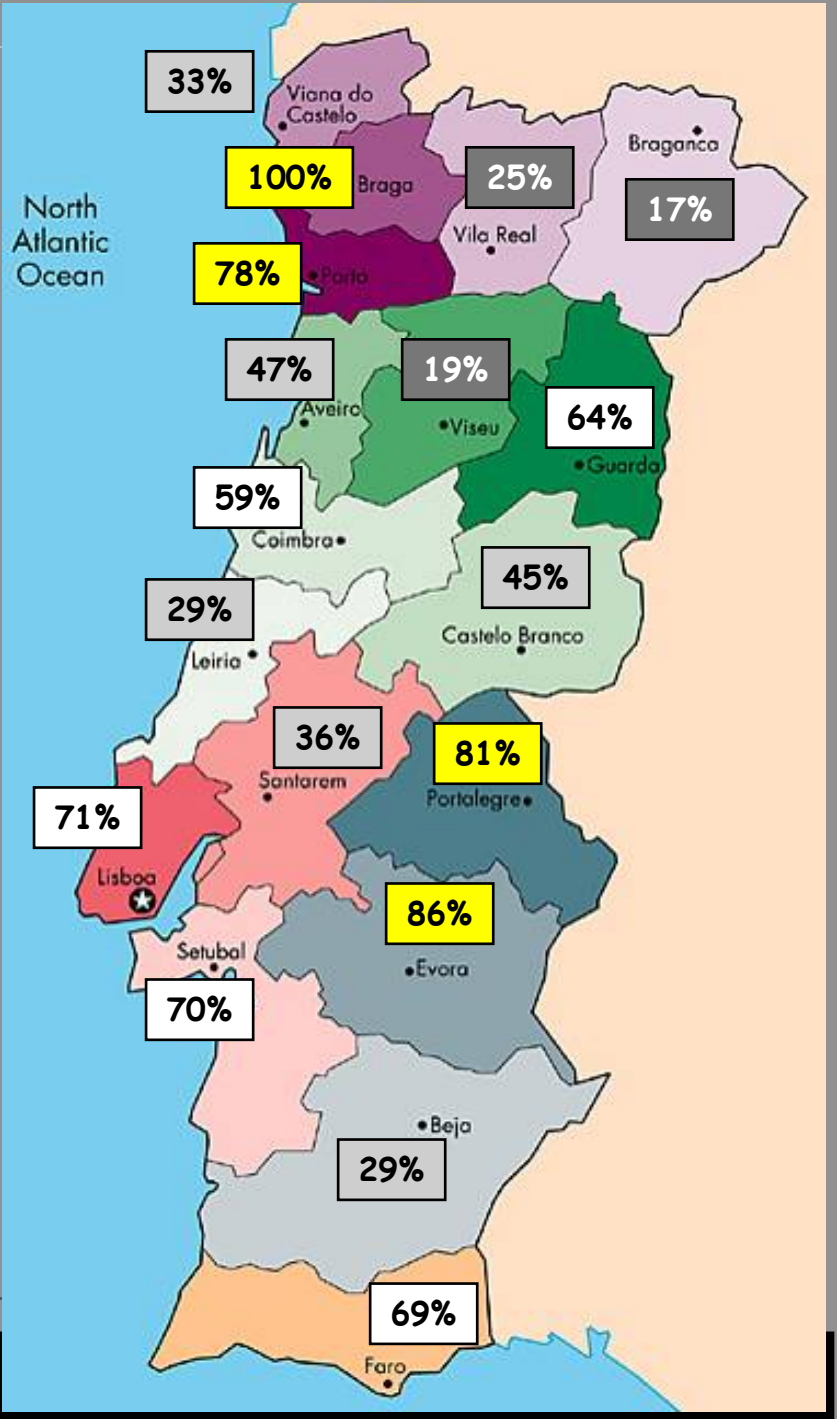 33%
Viana do
Castelo
Braganca
100%
Braga
25%
17%
North
Atlantic
Ocean
Vila Real
78%
Porto
47%
19%
Aveiro
64%
Viseu
Guarda
59%
Coimbra
45%
29%
Castelo Branco
Leiria
36%
81%
Santarem
Portalegre
71%
Lisboa
86%
Setubal
Evora
70%
Beja
29%
69%
Faro